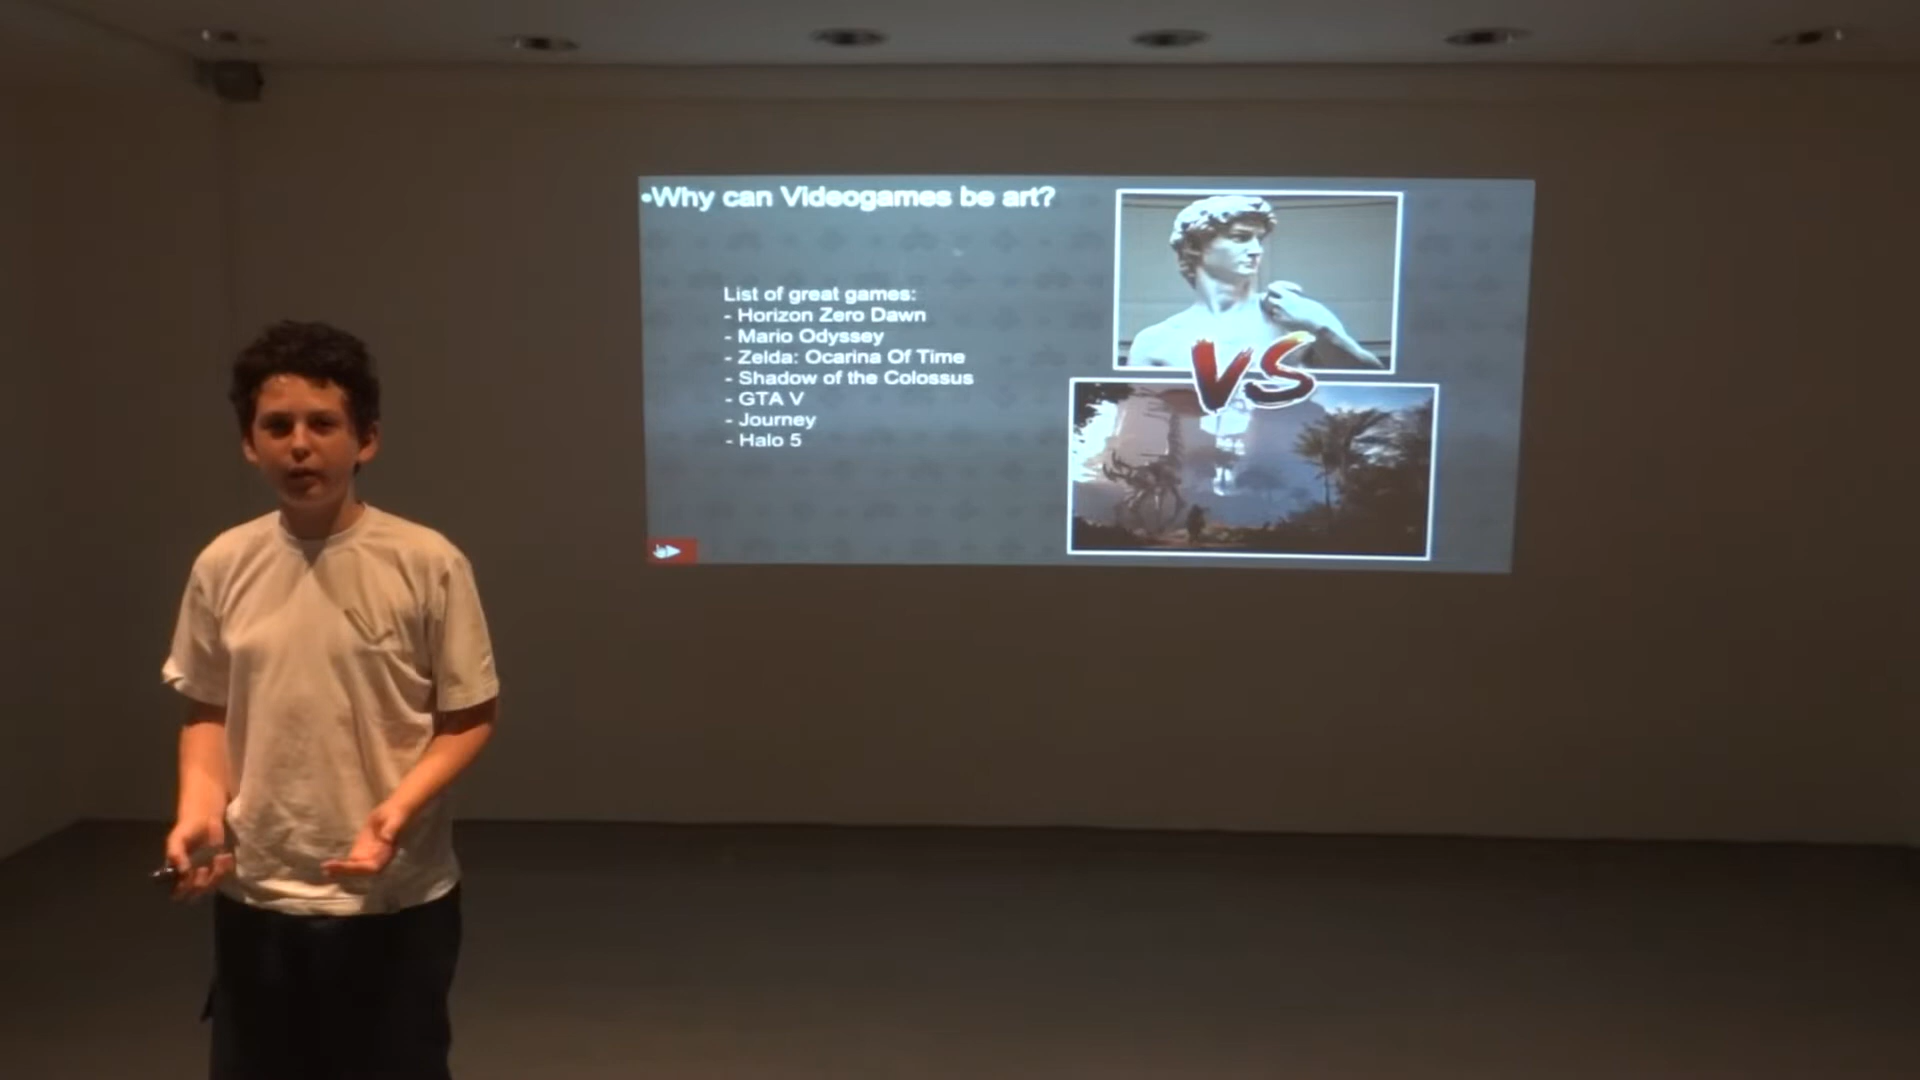 •Why can Videogames be art?
List of great games:
- Horizon Zero Dawn
- Mario Odyssey
- Zelda: Ocarina Of Time
- Shadow of the Colossus
- GTA V
- Journey
- Halo 5
VS